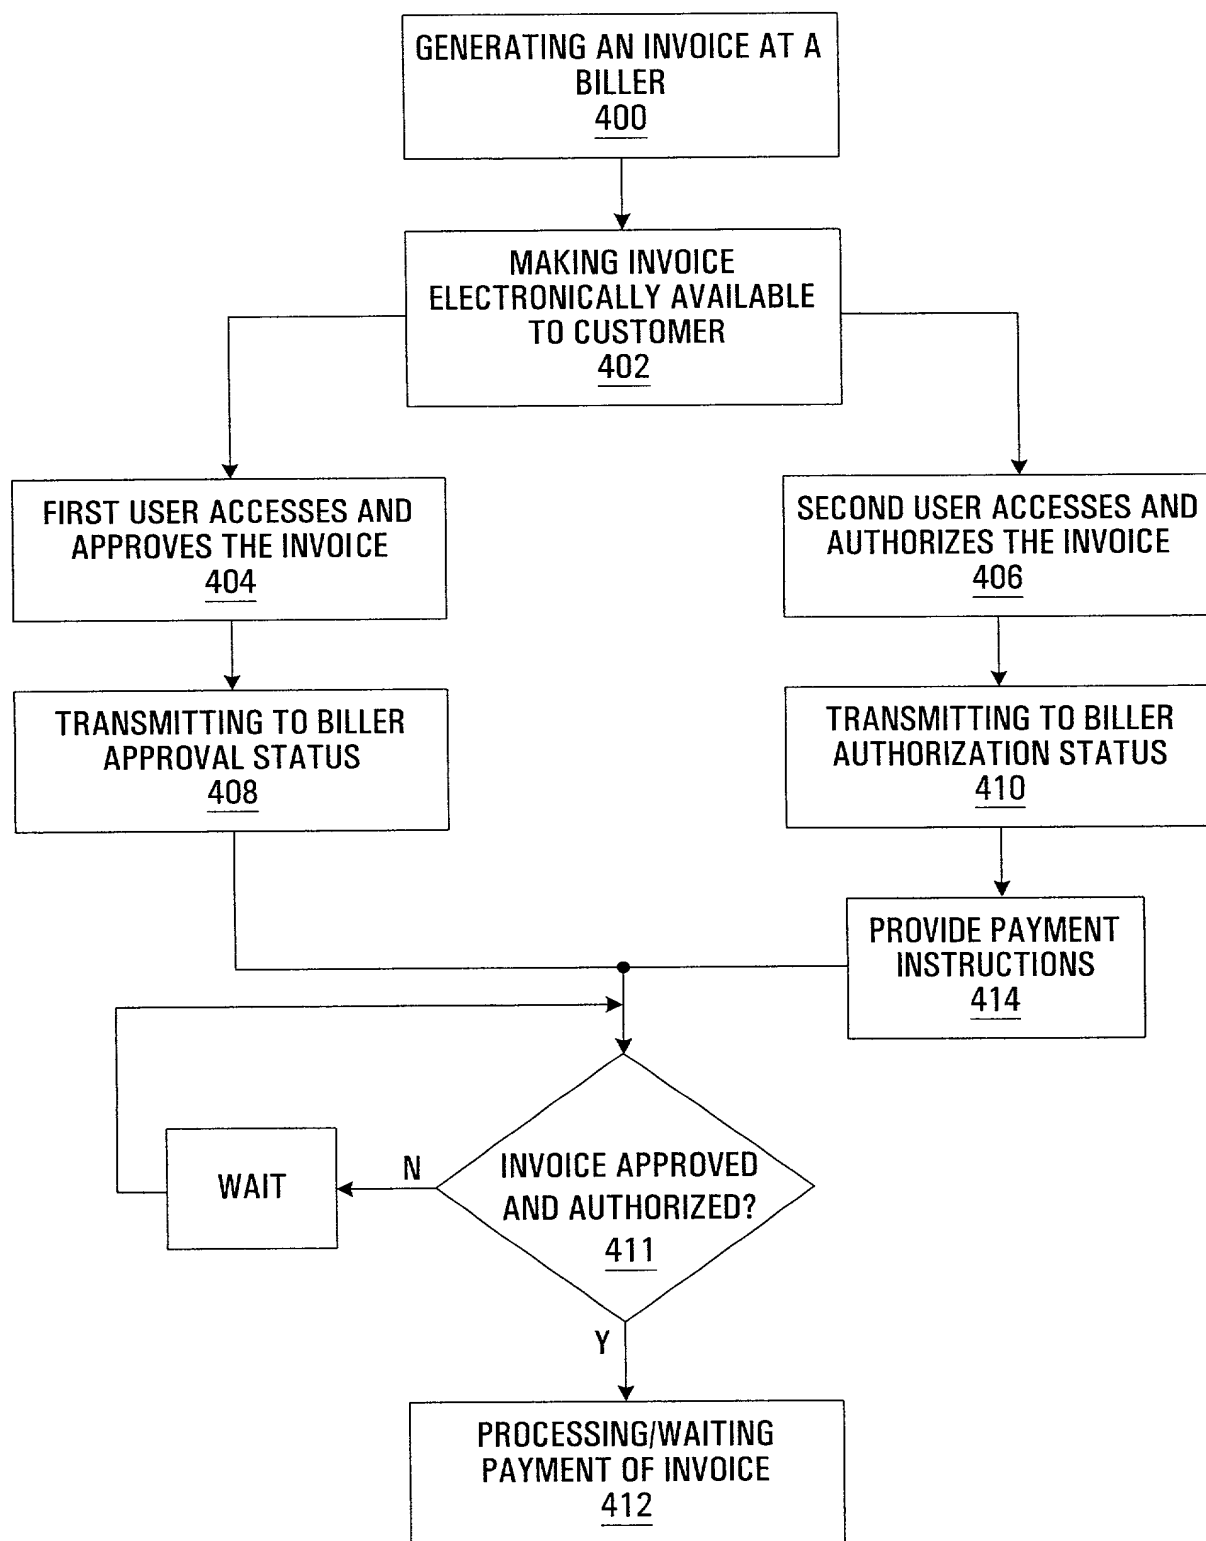 GENERATING AN INVOICE AT A
BILLER
400
MAKING INVOICE
ELECTRONICALLY AVAILABLE
TO CUSTOMER
402
FIRST USER ACCESSES AND
APPROVES THE INVOICE
404
SECOND USER ACCESSES AND
AUTHORIZES THE INVOICE
406
TRANSMITTING TO BILLER
APPROVAL STATUS
408
TRANSMITTING TO BILLER
AUTHORIZATION STATUS
410
PROVIDE PAYMENT
INSTRUCTIONS
414
WAIT
N
INVOICE APPROVED
AND AUTHORIZED?
411
Y
PROCESSING/WAITING
PAYMENT OF INVOICE
412